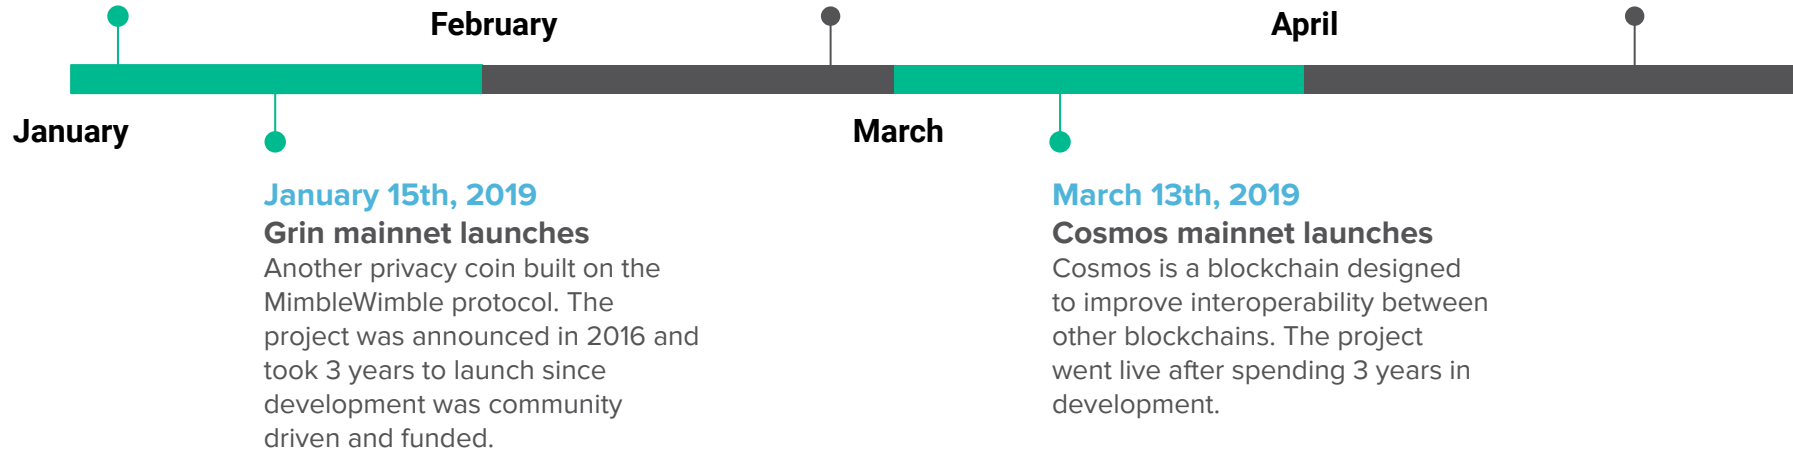 February
April
January
March
January 15th, 2019
Grin mainnet launches
Another privacy coin built on the
MimbleWimble protocol. The
project was announced in 2016 and
took 3 years to launch since
development was community
driven and funded.
March 13th, 2019
Cosmos mainnet launches
Cosmos is a blockchain designed
to improve interoperability between
other blockchains. The project
went live after spending 3 years in
development.